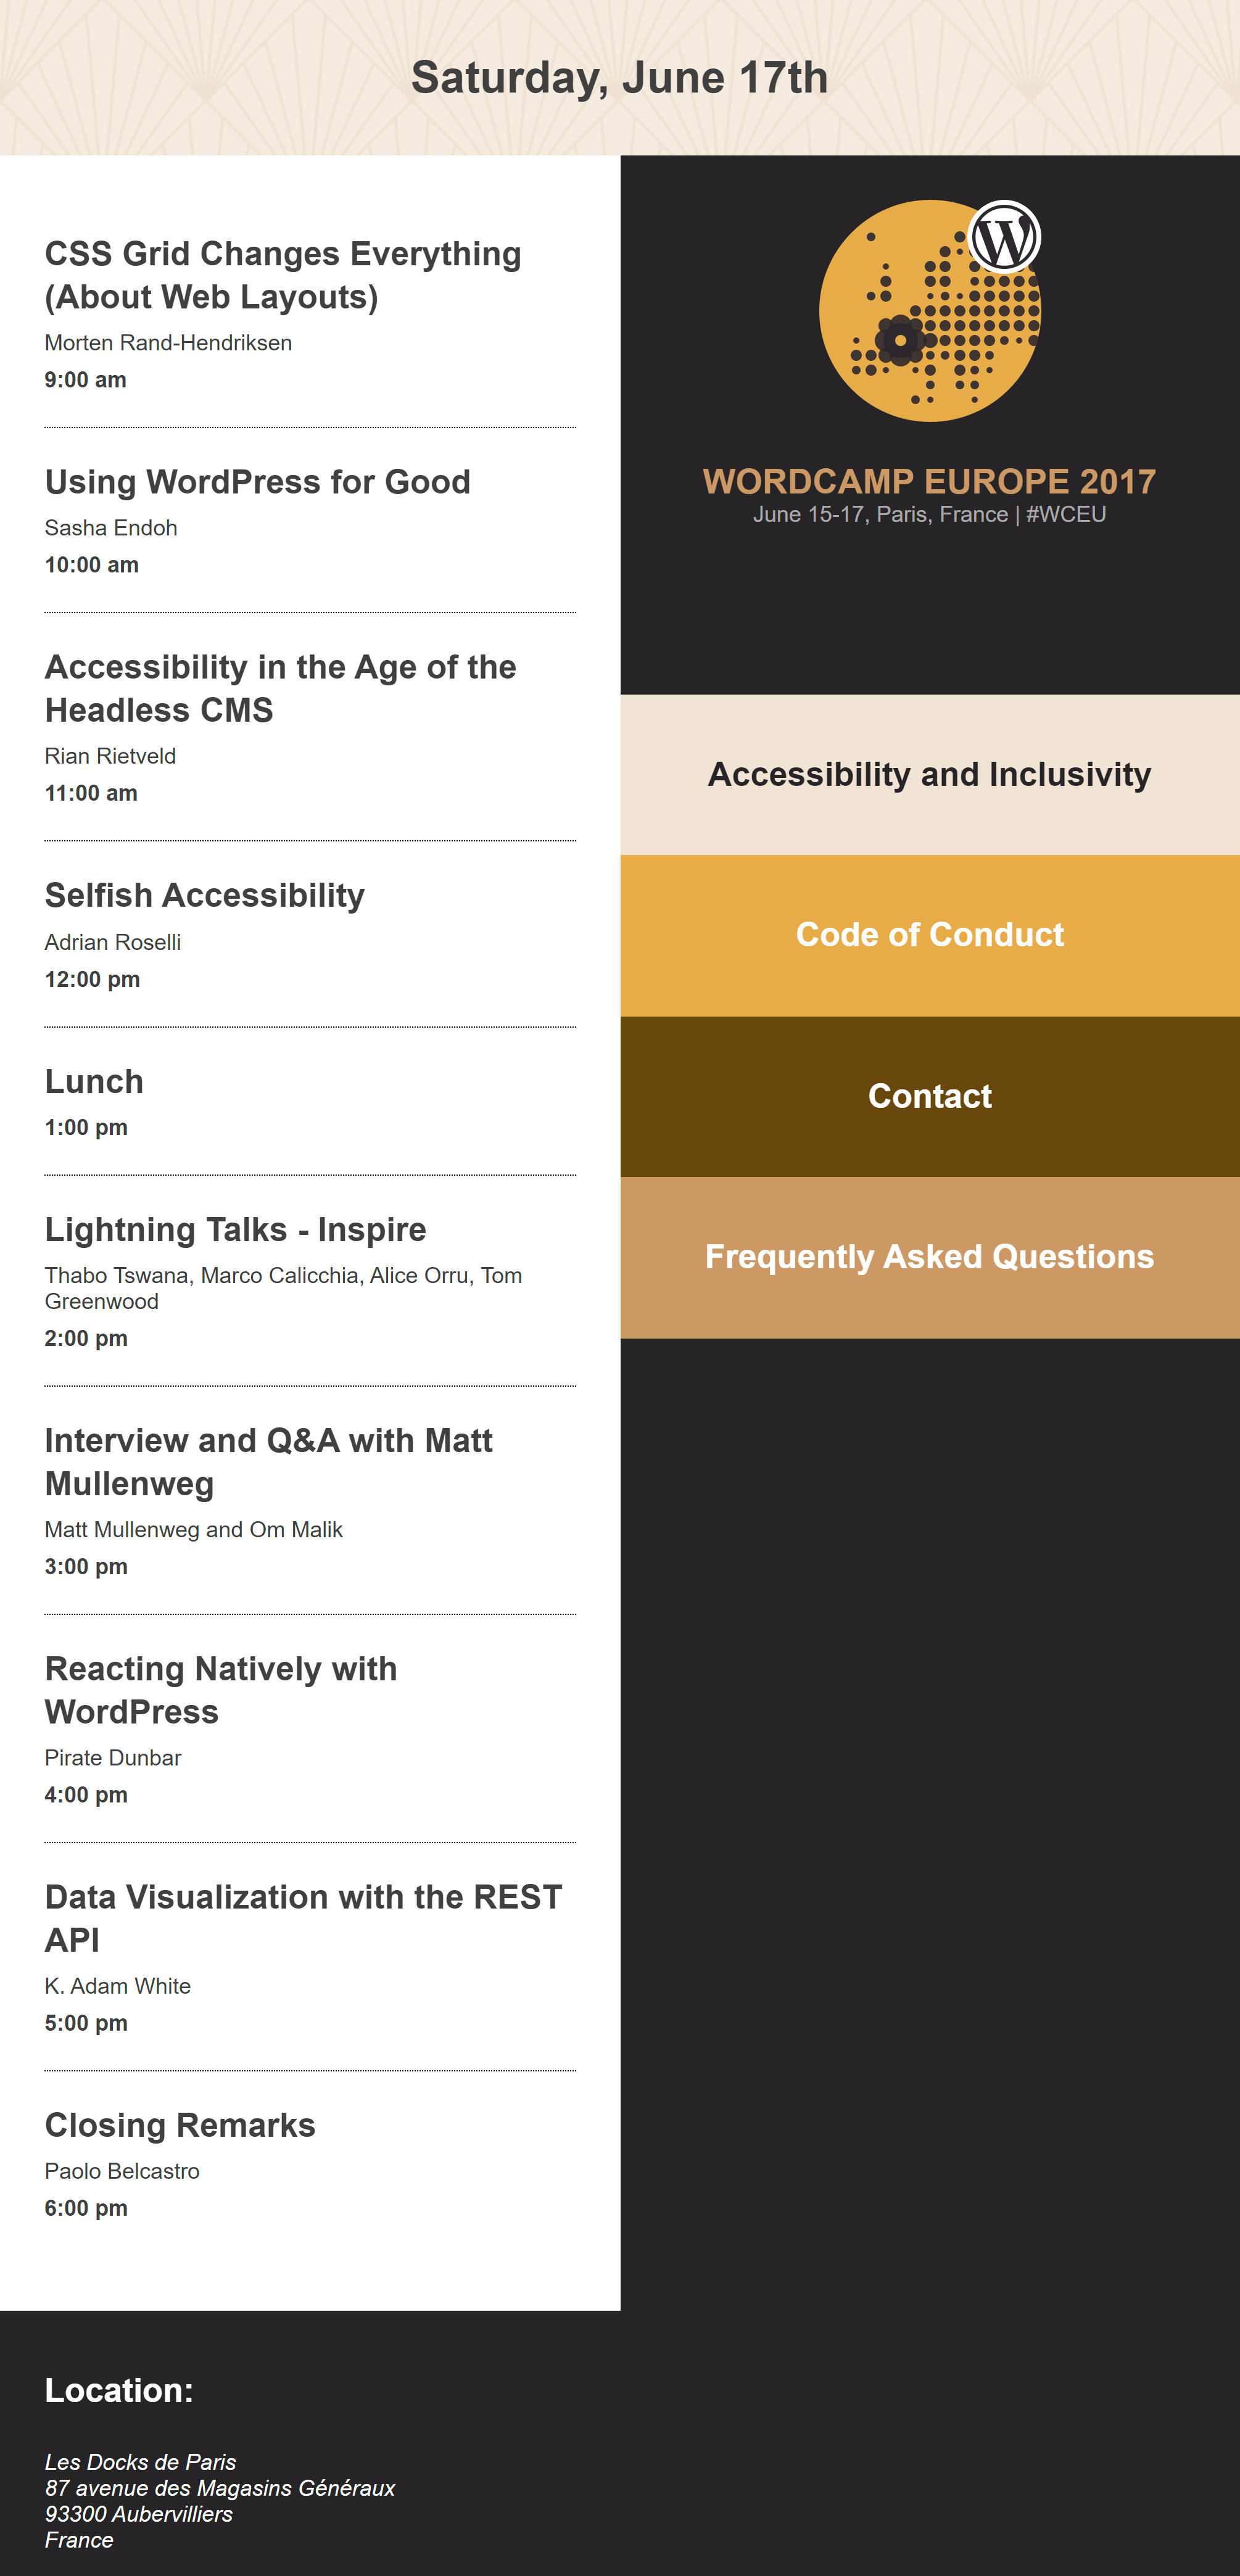 Saturday, June 17th
CSS Grid Changes Everything
(About Web Layouts)
Morten Rand-Hendriksen
9:00 am
Using WordPress for Good
Sasha Endoh
10:00 am
Accessibility in the Age of the
Headless CMS
Rian Rietveld
11:00 am
Selfish Accessibility
Adrian Roselli
12:00 pm
Lunch
1:00 pm
Lightning Talks - Inspire
Thabo Tswana, Marco Calicchia, Alice Orru, Tom
Greenwood
2:00 pm
Interview and Q&A with Matt
Mullenweg
Matt Mullenweg and Om Malik
3:00 pm
Reacting Natively with
WordPress
Pirate Dunbar
4:00 pm
Data Visualization with the REST
API
K. Adam White
5:00 pm
Closing Remarks
Paolo Belcastro
6:00 pm
W
WORDCAMP EUROPE 2017
June 15-17, Paris, France | #WCEU
Accessibility and Inclusivity
Code of Conduct
Contact
Frequently Asked Questions
Location:
Les Docks de Paris
87 avenue des Magasins Généraux
93300 Aubervilliers
France